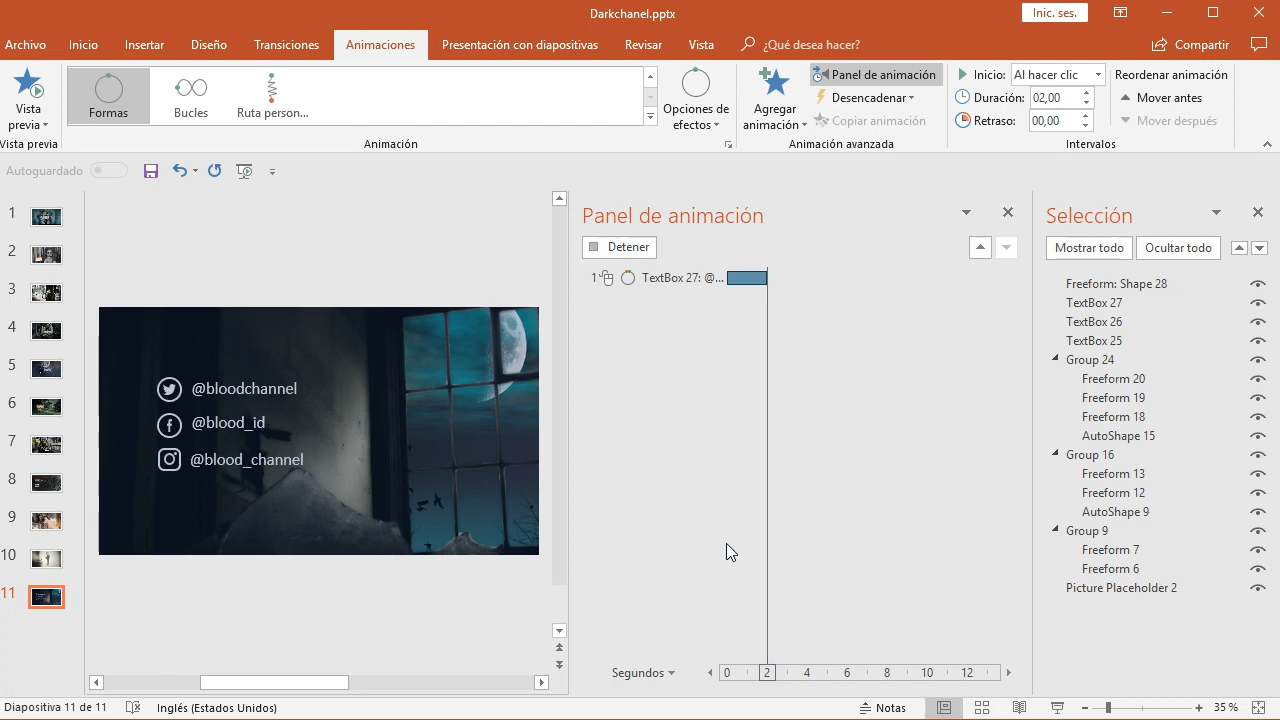 Darkchanel.pptx
Inic. ses.
Archivo Inicio Insertar Diseño Transiciones Animaciones Presentación con diapositivas Revisar Vista ¿Qué desea hacer? Compartir
Vista previa
Formas Bucles Ruta person...
Opciones de efectos
Agregar animación
Panel de animación
Desencadenar
Copiar animación
Inicio: Al hacer clic
Duración: 02,00
Retraso: 00,00
Reordenar animación
Mover antes
Mover después
Vista previa Animación Animación avanzada Intervalos
Autoguardado
1
2
3
4
5
6
7
8
9
10
11
@bloodchannel
@blood_id
@blood_channel
Panel de animación
Detener
1 TextBox 27: @...
Segundos 0 2 4 6 8 10 12
Selección
Mostrar todo Ocultar todo
Freeform: Shape 28
TextBox 27
TextBox 26
TextBox 25
Group 24
Freeform 20
Freeform 19
Freeform 18
AutoShape 15
Group 16
Freeform 13
Freeform 12
AutoShape 9
Group 9
Freeform 7
Freeform 6
Picture Placeholder 2
Diapositiva 11 de 11 Inglés (Estados Unidos) Notas 35 %